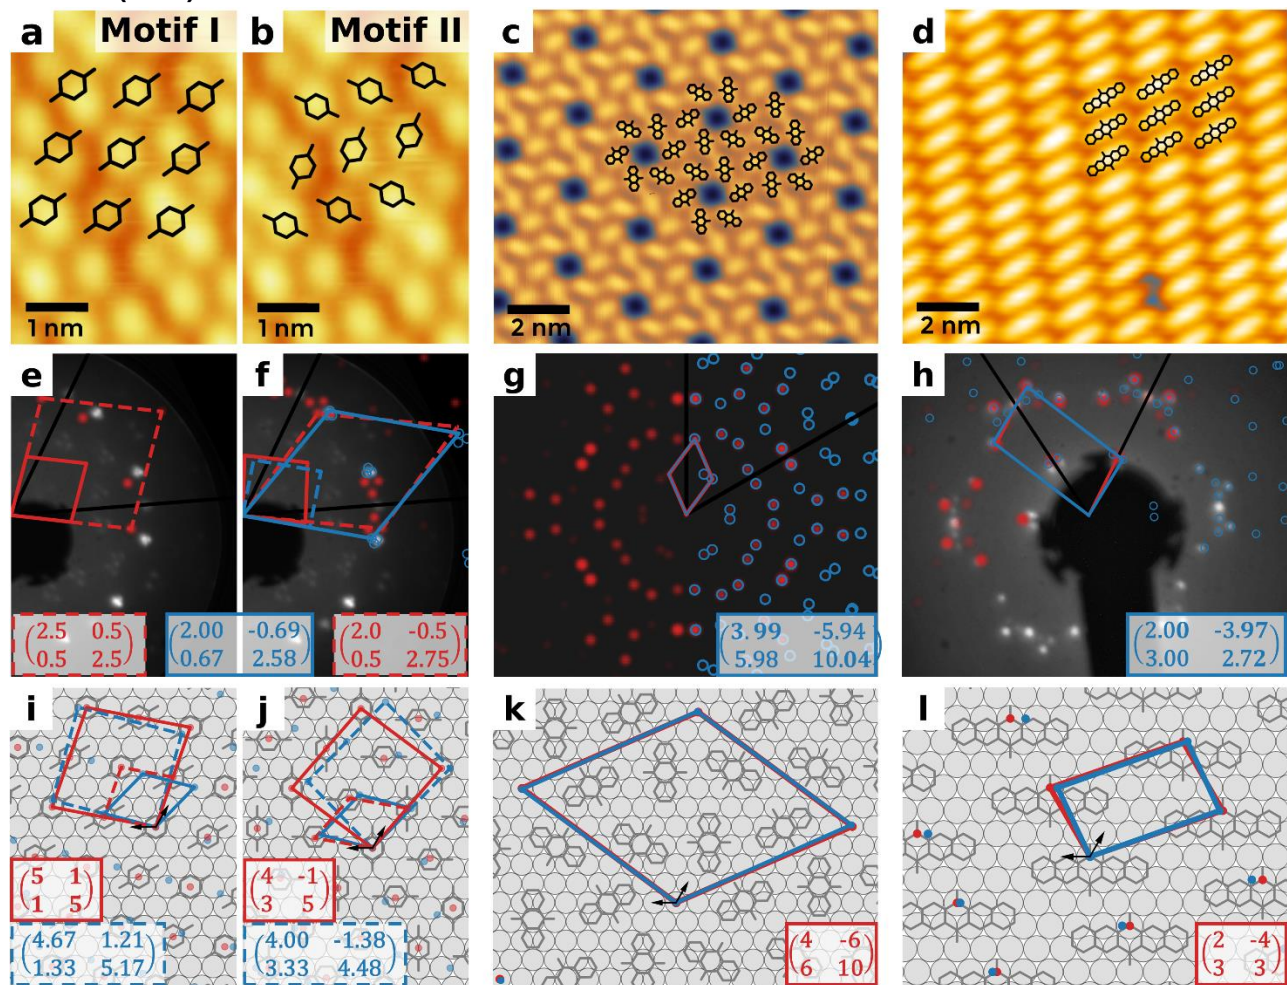 a Motif I
b Motif II
c
d
1 nm
1 nm
2 nm
2 nm
e
f
g
h
2.5 0.5
0.5 2.5
2.00 -0.69
0.67 2.58
2.0 -0.5
0.5 2.75
3.99 -5.94
5.98 10.04
2.00 -3.97
3.00 2.72
i
j
k
l
5 1
1 5
4.67 1.21
1.33 5.17
4 -1
3 5
4.00 -1.38
3.33 4.48
4 -6
6 10
2 -4
3 3